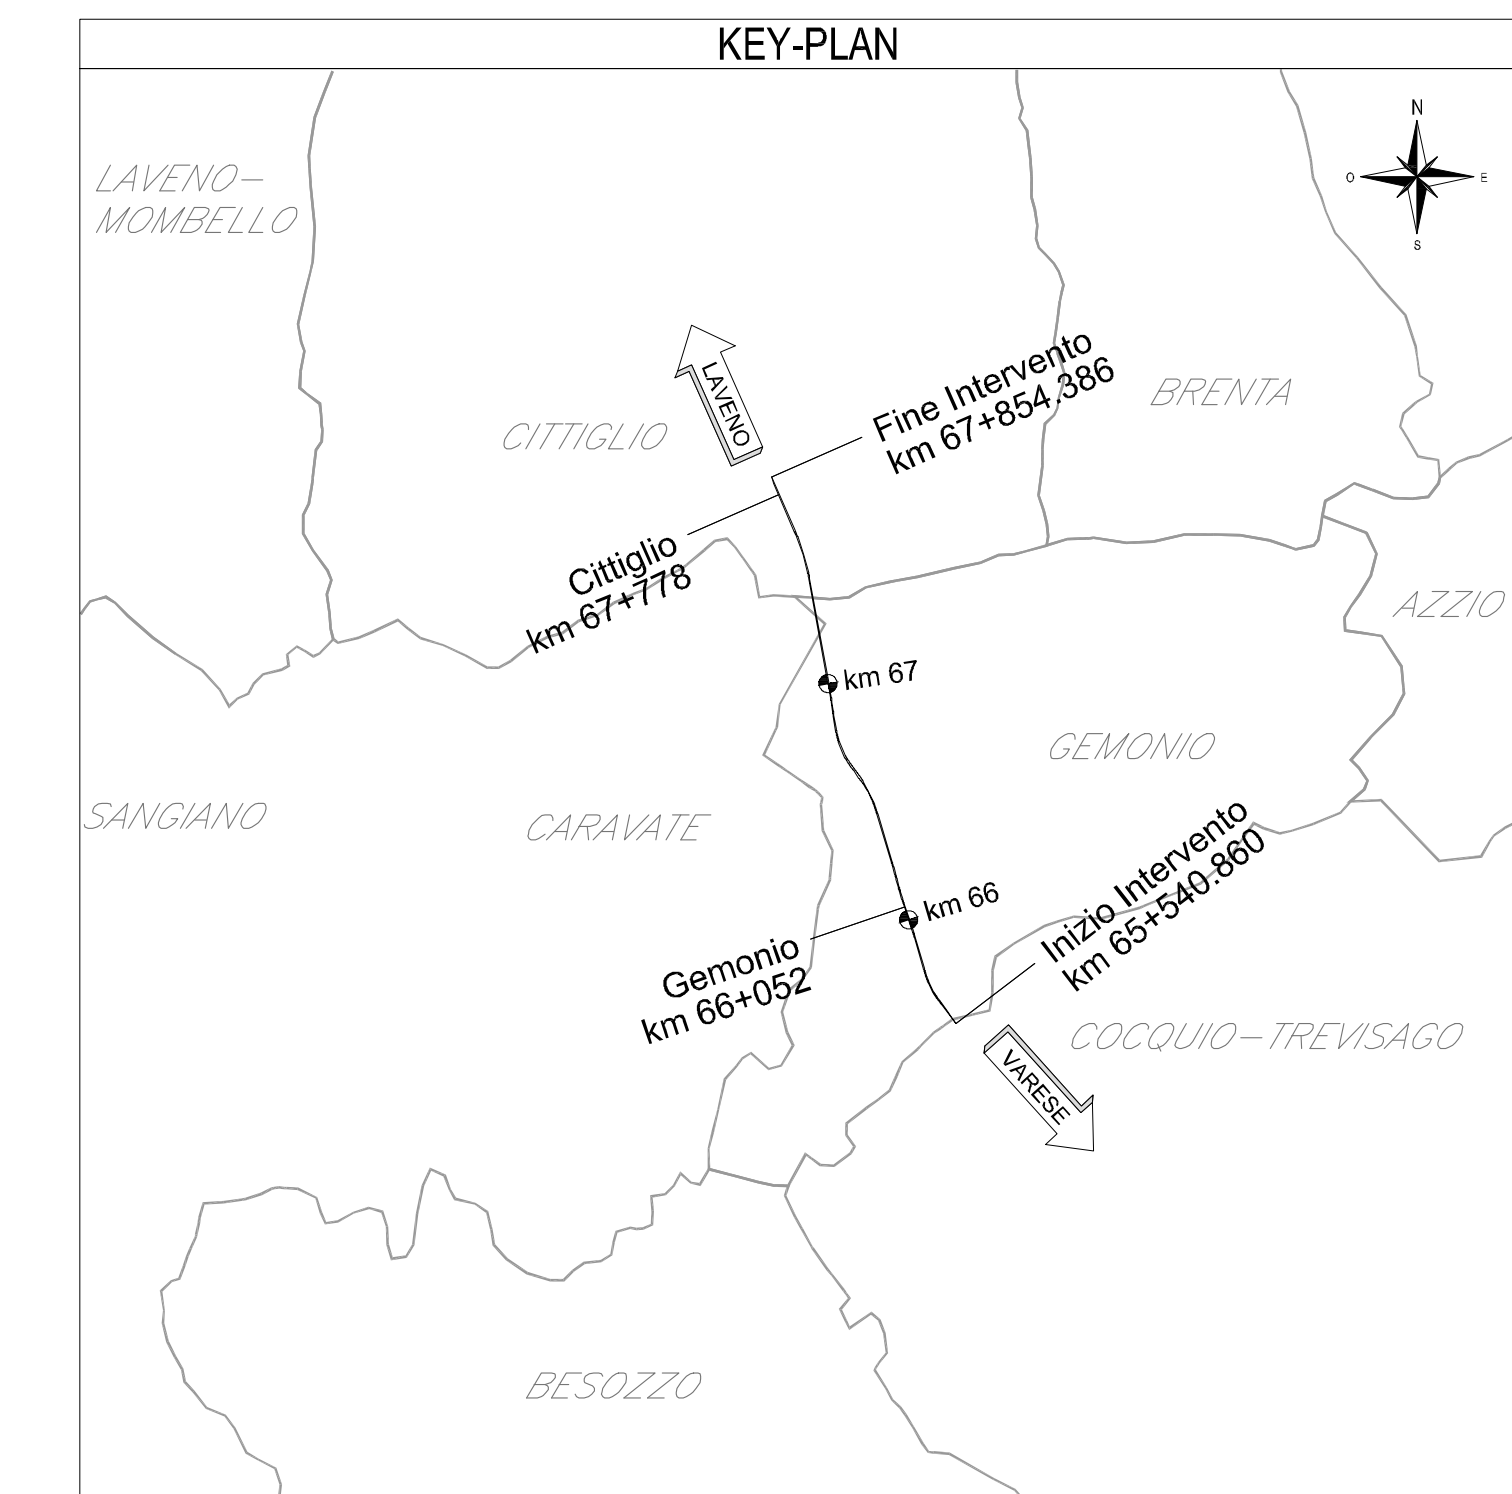 KEY-PLAN
N
O
E
S
LAVENO-
MOMBELLO
LAVENO
Fine Intervento
km 67+854.386
BRENTA
CITTIGLIO
Cittiglio
km 67+778
AZZIO
km 67
GEMONIO
SANGIANO
CARAVATE
Inizio Intervento
km 65+540.860
km 66
Gemonio
km 66+052
COCQUIO-TREVISAGO
VARESE
BESOZZO